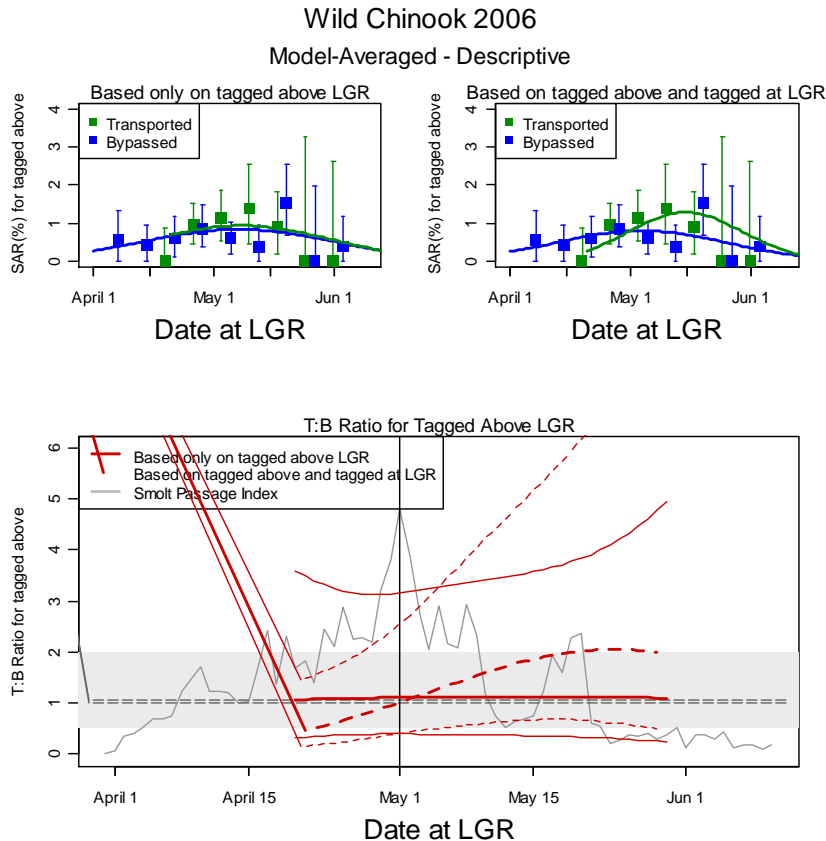 Wild Chinook 2006
Model-Averaged - Descriptive
Based only on tagged above LGR
SAR(%) for tagged above
4
3
2
1
0
Transported
Bypassed
April 1
May 1
Jun 1
Date at LGR
Based on tagged above and tagged at LGR
SAR(%) for tagged above
4
3
2
1
0
Transported
Bypassed
April 1
May 1
Jun 1
Date at LGR
T:B Ratio for Tagged Above LGR
T:B Ratio for tagged above
6
5
4
3
2
1
0
Based only on tagged above LGR
Based on tagged above and tagged at LGR
Smolt Passage Index
April 1
April 15
May 1
May 15
Jun 1
Date at LGR